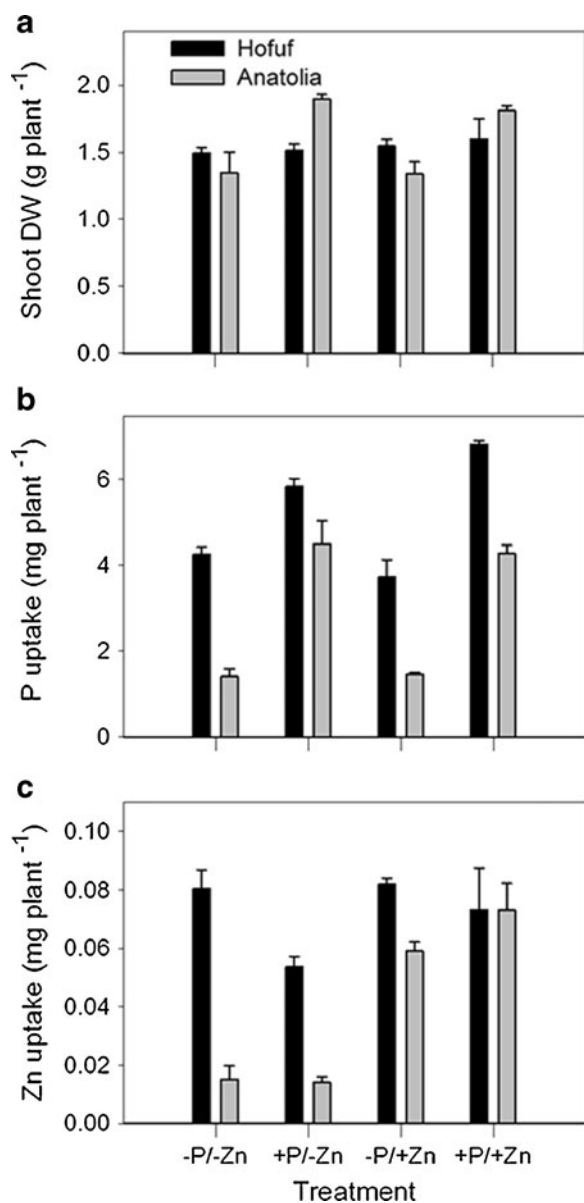 a
Hofuf
Anatolia
Shoot DW (g plant -1)
2.0
1.5
1.0
0.5
0.0
b
P uptake (mg plant -1)
6
4
2
0
c
Zn uptake (mg plant -1)
0.10
0.08
0.06
0.04
0.02
0.00
-P/-Zn +P/-Zn -P/+Zn +P/+Zn
Treatment